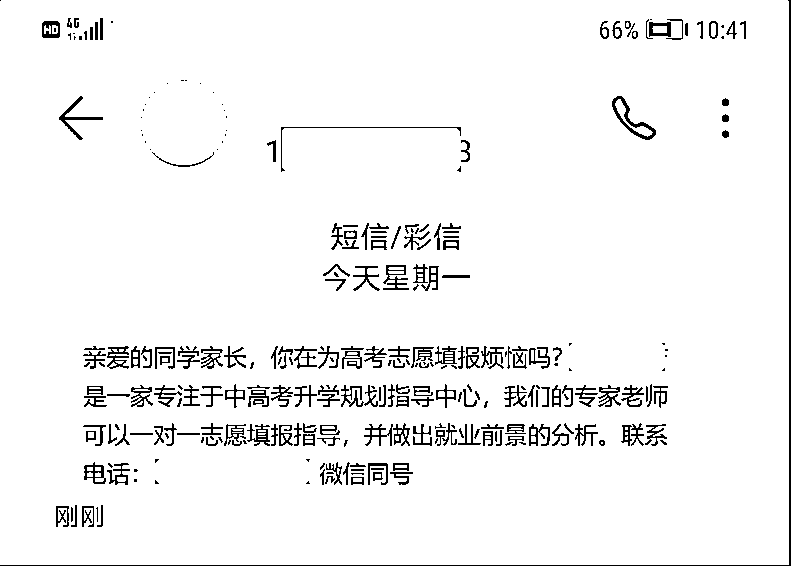 HD 4G 66% 10:41
1 3
短信/彩信
今天星期一
亲爱的同学家长，你在为高考志愿填报烦恼吗？
是一家专注于中高考升学规划指导中心，我们的专家老师
可以一对一志愿填报指导，并做出就业前景的分析。联系
电话： 微信同号
刚刚